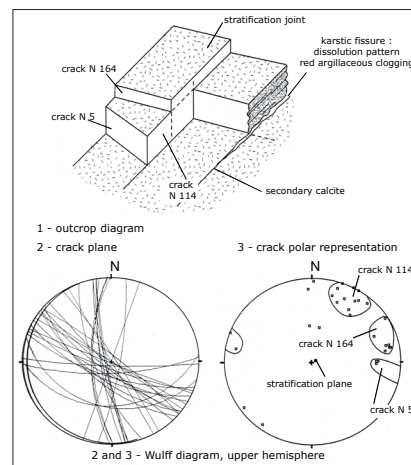 stratification joint
karstic fissure :
dissolution pattern
red argillaceous clogging
crack N 164
crack N 5
crack
N 114
secondary calcite
1 - outcrop diagram
2 - crack plane
3 - crack polar representation
N
N
crack N 114
crack
N 164
stratification plane
crack N 5
2 and 3 - Wulff diagram, upper hemisphere